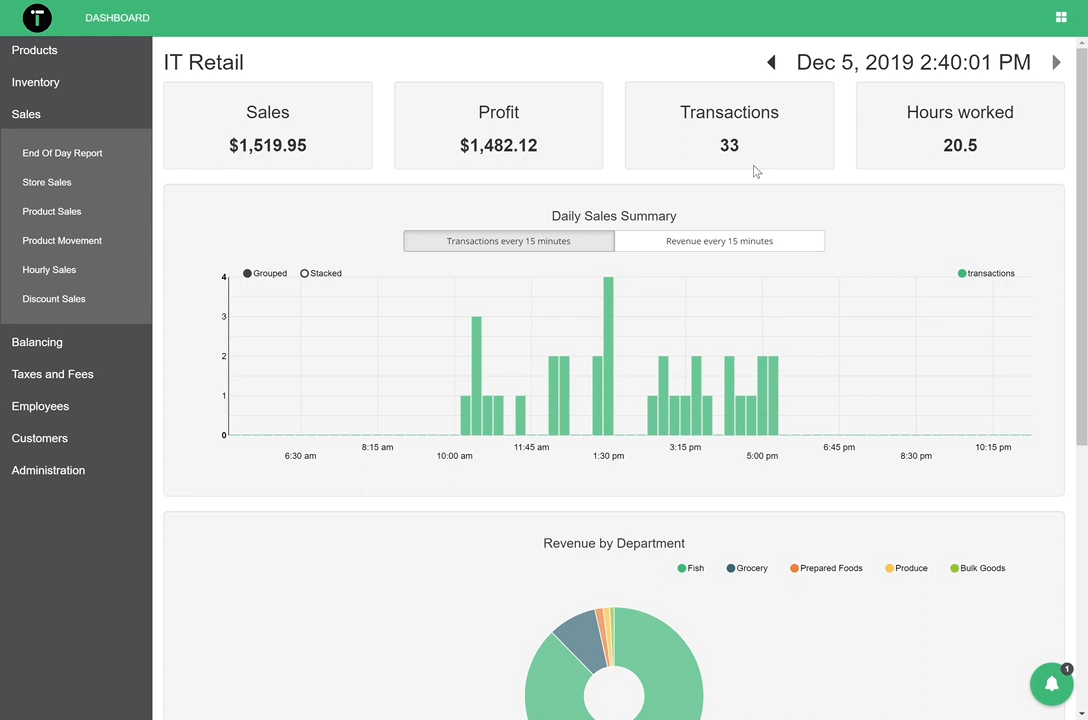 DASHBOARD
Products
Inventory
Sales
End Of Day Report
Store Sales
Product Sales
Product Movement
Hourly Sales
Discount Sales
Balancing
Taxes and Fees
Employees
Customers
Administration
IT Retail
Dec 5, 2019 2:40:01 PM
Sales
$1,519.95
Profit
$1,482.12
Transactions
33
Hours worked
20.5
Daily Sales Summary
Transactions every 15 minutes
Revenue every 15 minutes
Grouped
Stacked
transactions
4
3
2
1
0
6:30 am
8:15 am
10:00 am
11:45 am
1:30 pm
3:15 pm
5:00 pm
6:45 pm
8:30 pm
10:15 pm
Revenue by Department
Fish
Grocery
Prepared Foods
Produce
Bulk Goods
1